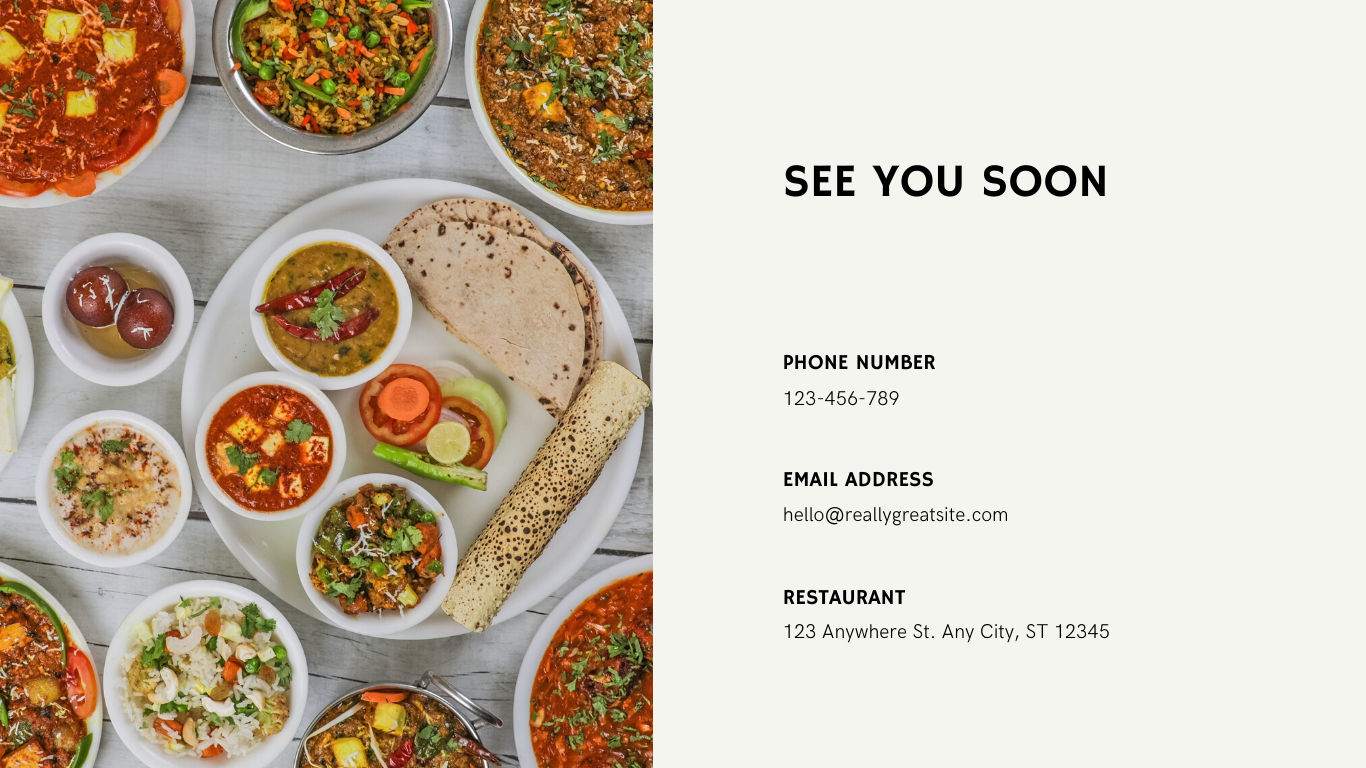 SEE YOU SOON
PHONE NUMBER
123-456-789
EMAIL ADDRESS
hello@reallygreatsite.com
RESTAURANT
123 Anywhere St. Any City, ST 12345